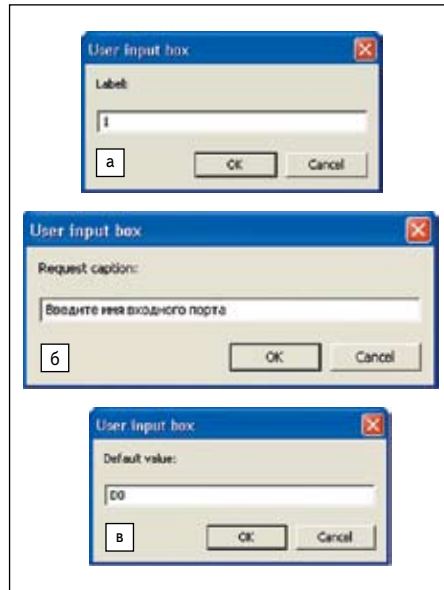 User input box
Label:
1
а
OK Cancel
User input box
Request caption:
Введите имя входного порта
б
OK Cancel
User input box
Default value:
D0
в
OK Cancel